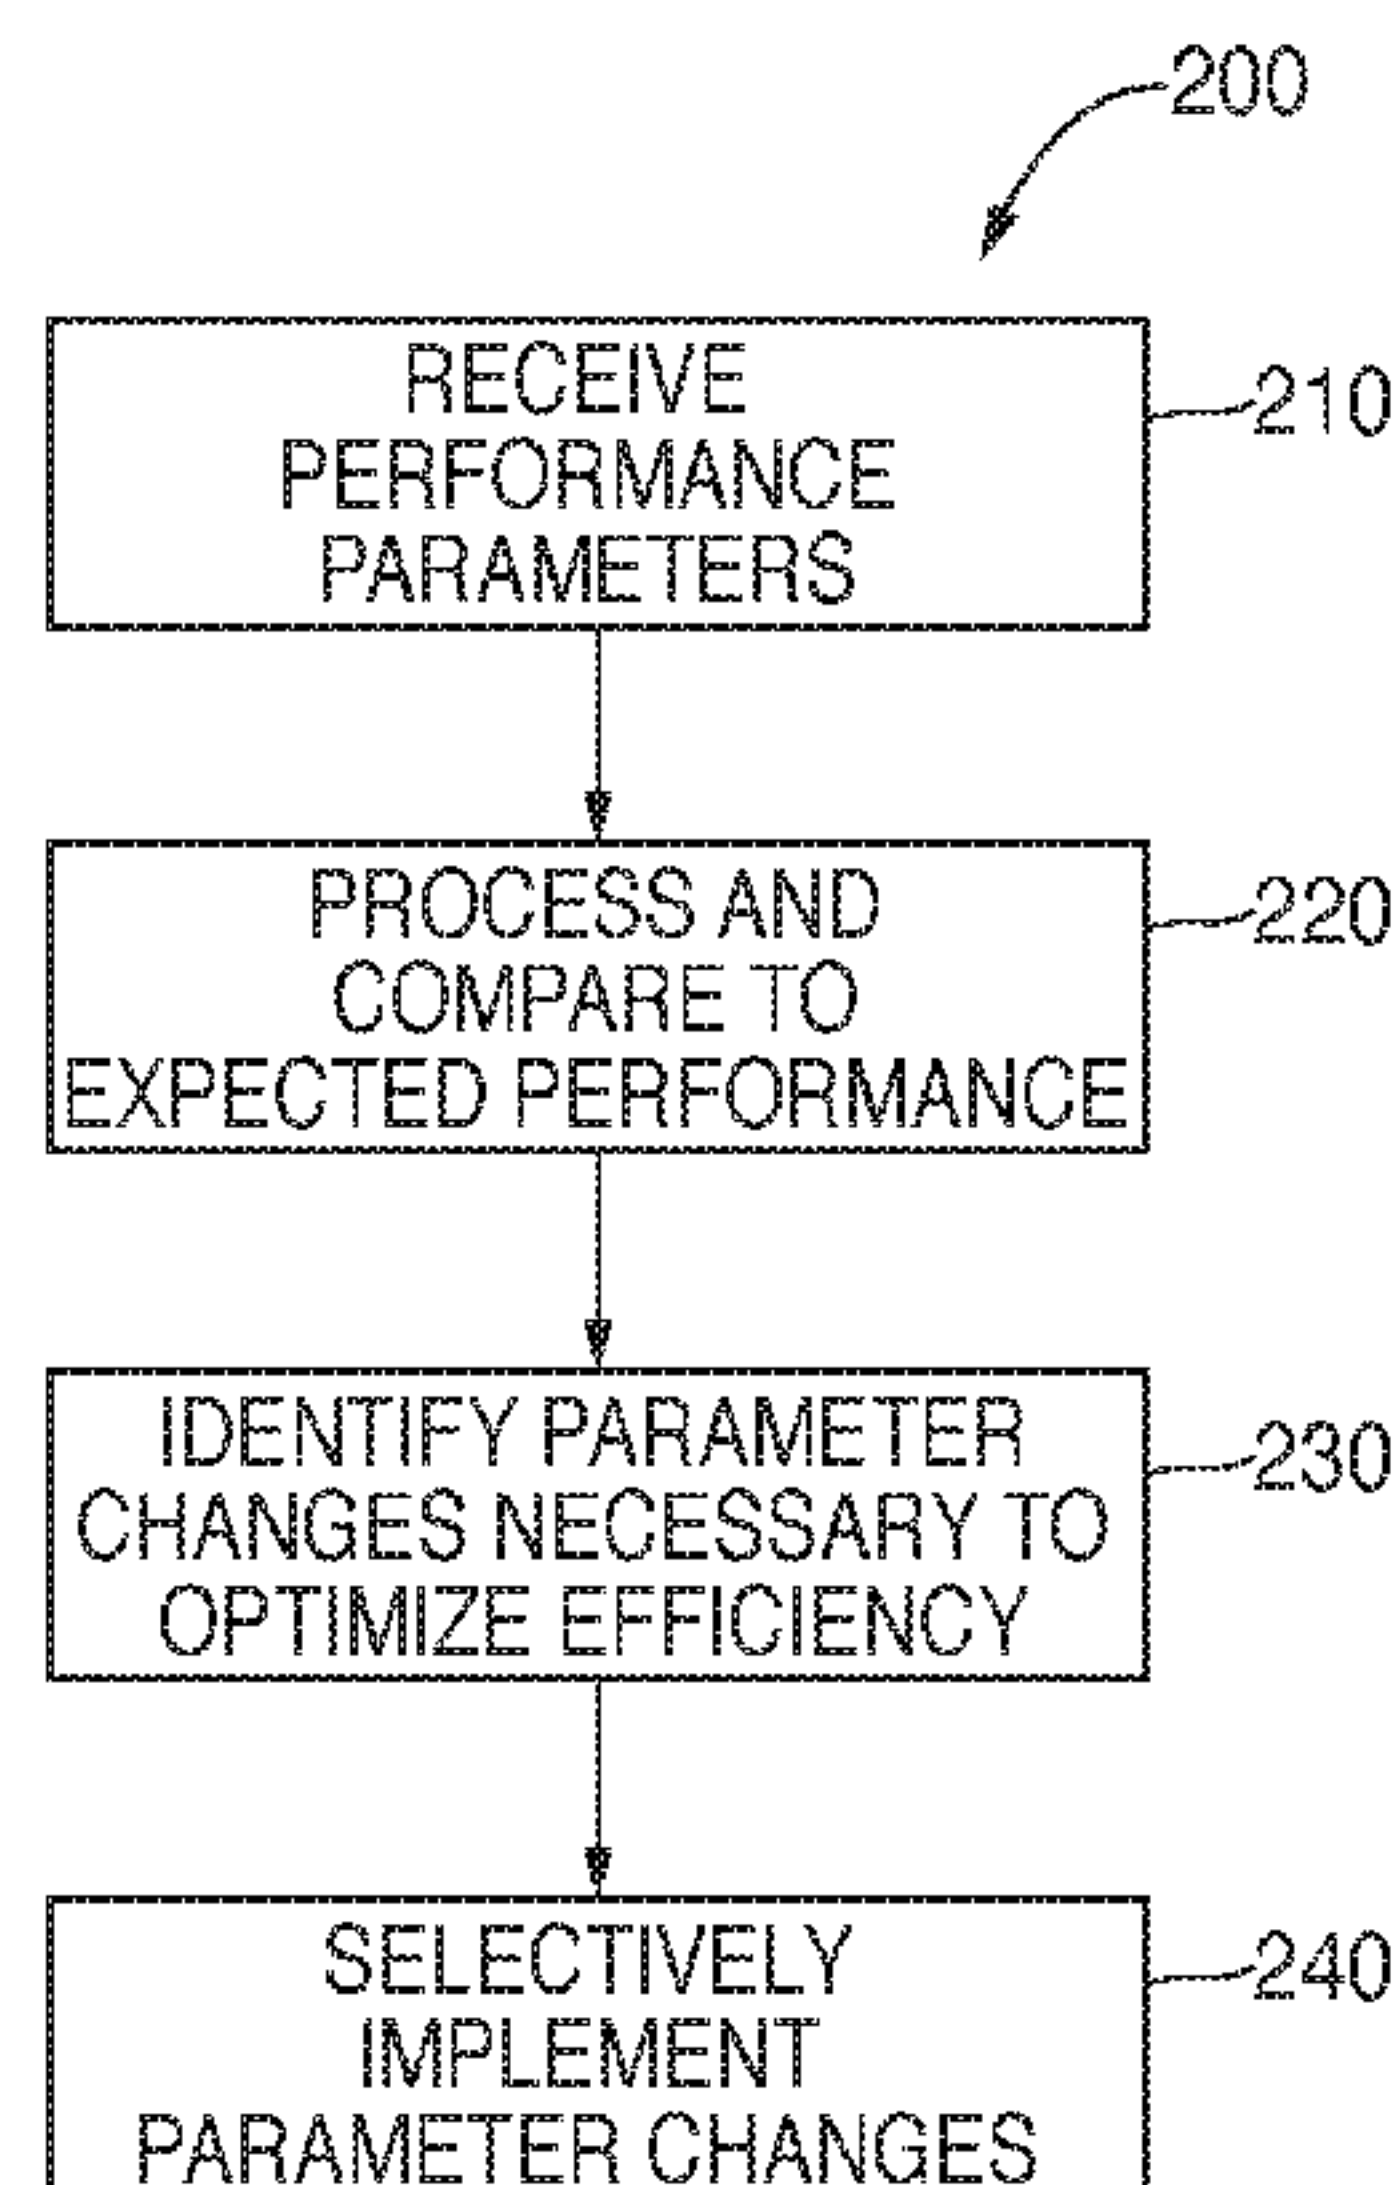 200
RECEIVE
PERFORMANCE
PARAMETERS
210
PROCESS AND
COMPARE TO
EXPECTED PERFORMANCE
220
IDENTIFY PARAMETER
CHANGES NECESSARY TO
OPTIMIZE EFFICIENCY
230
SELECTIVELY
IMPLEMENT
PARAMETER CHANGES
240